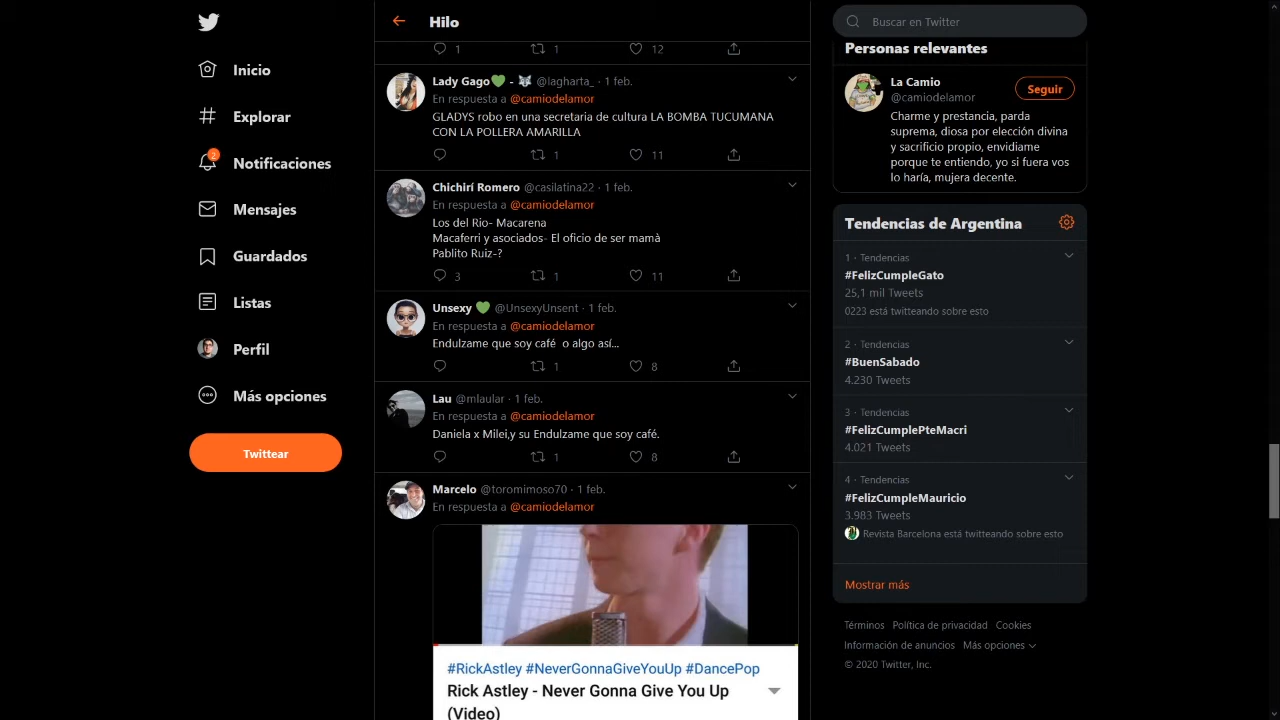 Inicio
Explorar
2
Notificaciones
Mensajes
Guardados
Listas
Perfil
Más opciones
Twittear
Hilo
1 1 12
Lady Gago💚 - 🐺 @lagharta_ · 1 feb.
En respuesta a @camiodelamor
GLADYS robo en una secretaria de cultura LA BOMBA TUCUMANA
CON LA POLLERA AMARILLA
1 11
Chichirí Romero @casilatina22 · 1 feb.
En respuesta a @camiodelamor
Los del Rio- Macarena
Macaferri y asociados- El oficio de ser mamà
Pablito Ruiz-?
3 1 11
Unsexy 💚 @UnsexyUnsent · 1 feb.
En respuesta a @camiodelamor
Endulzame que soy café o algo así...
1 8
Lau @mlaular · 1 feb.
En respuesta a @camiodelamor
Daniela x Milei,y su Endulzame que soy café.
1 8
Marcelo @toromimoso70 · 1 feb.
En respuesta a @camiodelamor
#RickAstley #NeverGonnaGiveYouUp #DancePop
Rick Astley - Never Gonna Give You Up
(Video)
Buscar en Twitter
Personas relevantes
La Camio
@camiodelamor
Seguir
Charme y prestancia, parda
suprema, diosa por elección divina
y sacrificio propio, envidiame
porque te entiendo, yo si fuera vos
lo haría, mujera decente.
Tendencias de Argentina
1 · Tendencias
#FelizCumpleGato
25,1 mil Tweets
0223 está twitteando sobre esto
2 · Tendencias
#BuenSabado
4.230 Tweets
3 · Tendencias
#FelizCumplePteMacri
4.021 Tweets
4 · Tendencias
#FelizCumpleMauricio
3.983 Tweets
Revista Barcelona está twitteando sobre esto
Mostrar más
Términos Política de privacidad Cookies
Información de anuncios Más opciones
© 2020 Twitter, Inc.